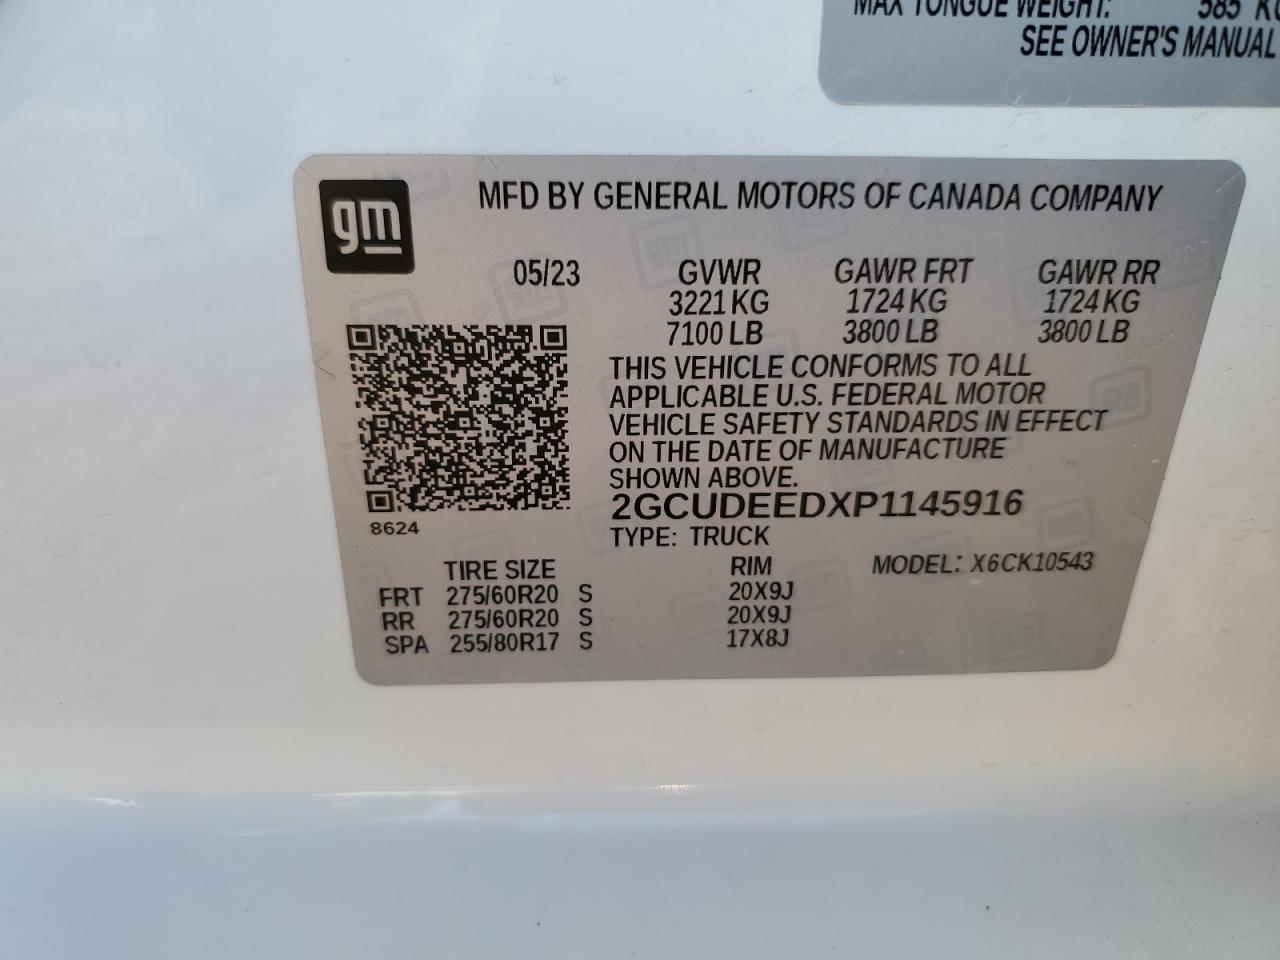 MAX TONGUE WEIGHT: 585 KG
SEE OWNER'S MANUAL
gm
MFD BY GENERAL MOTORS OF CANADA COMPANY
05/23 GVWR GAWR FRT GAWR RR
3221 KG 1724 KG 1724 KG
7100 LB 3800 LB 3800 LB
THIS VEHICLE CONFORMS TO ALL
APPLICABLE U.S. FEDERAL MOTOR
VEHICLE SAFETY STANDARDS IN EFFECT
ON THE DATE OF MANUFACTURE
SHOWN ABOVE.
2GCUDEEDXP1145916
8624
TYPE: TRUCK
TIRE SIZE RIM MODEL: X6CK10543
FRT 275/60R20 S 20X9J
RR 275/60R20 S 20X9J
SPA 255/80R17 S 17X8J